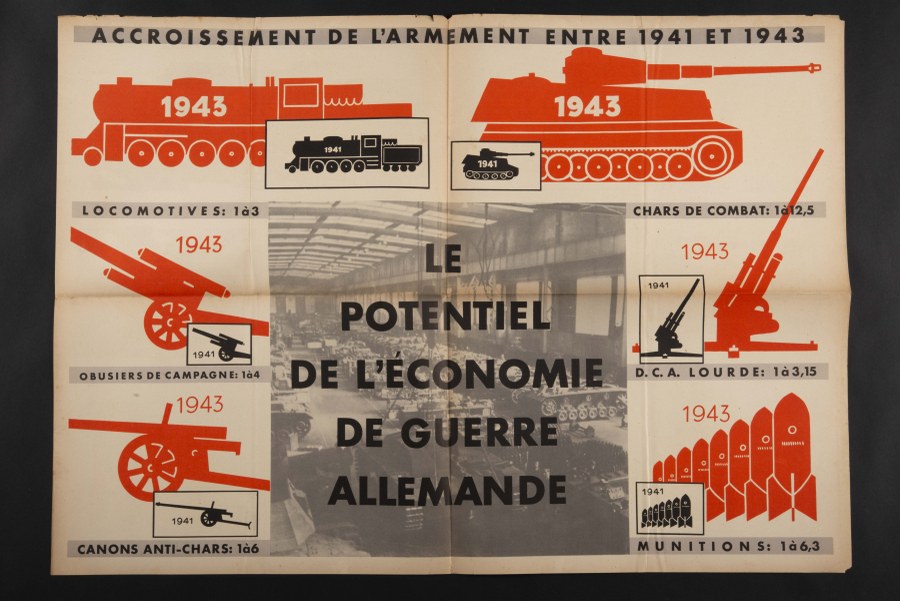 ACCROISSEMENT DE L'ARMEMENT ENTRE 1941 ET 1943
1943
1941
LOCOMOTIVES: 1à3
1943
1941
CHARS DE COMBAT: 1à12,5
1943
1941
OBUSIERS DE CAMPAGNE: 1à4
LE
POTENTIEL
DE L'ÉCONOMIE
DE GUERRE
ALLEMANDE
1943
1941
D.C.A. LOURDE: 1à3,15
1943
1941
CANONS ANTI-CHARS: 1à6
1943
1941
MUNITIONS: 1à6,3